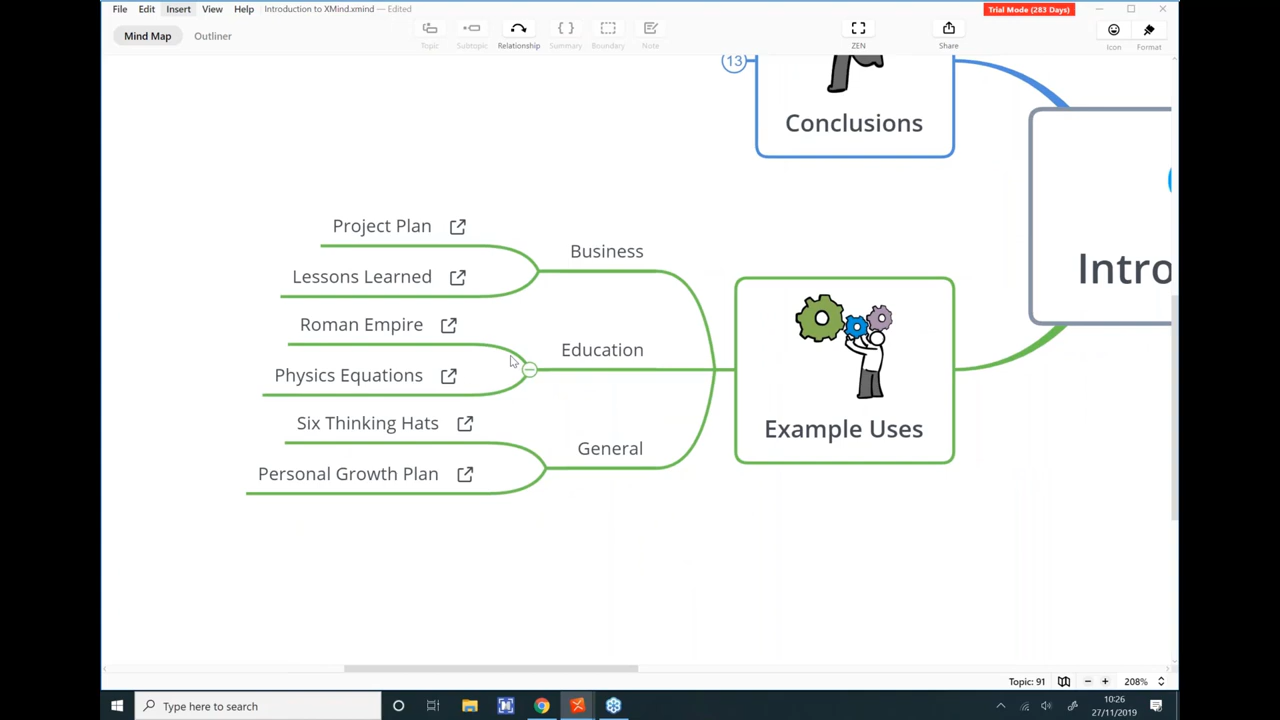 File Edit Insert View Help Introduction to XMind.xmind — Edited Trial Mode (283 Days)
Mind Map Outliner
Topic Subtopic Relationship Summary Boundary Note ZEN Share Icon Format
13
Conclusions
Intro
Project Plan
Business
Lessons Learned
Roman Empire
Education
Physics Equations
Six Thinking Hats
Example Uses
General
Personal Growth Plan
Topic: 91 208%
Type here to search
10:26
27/11/2019